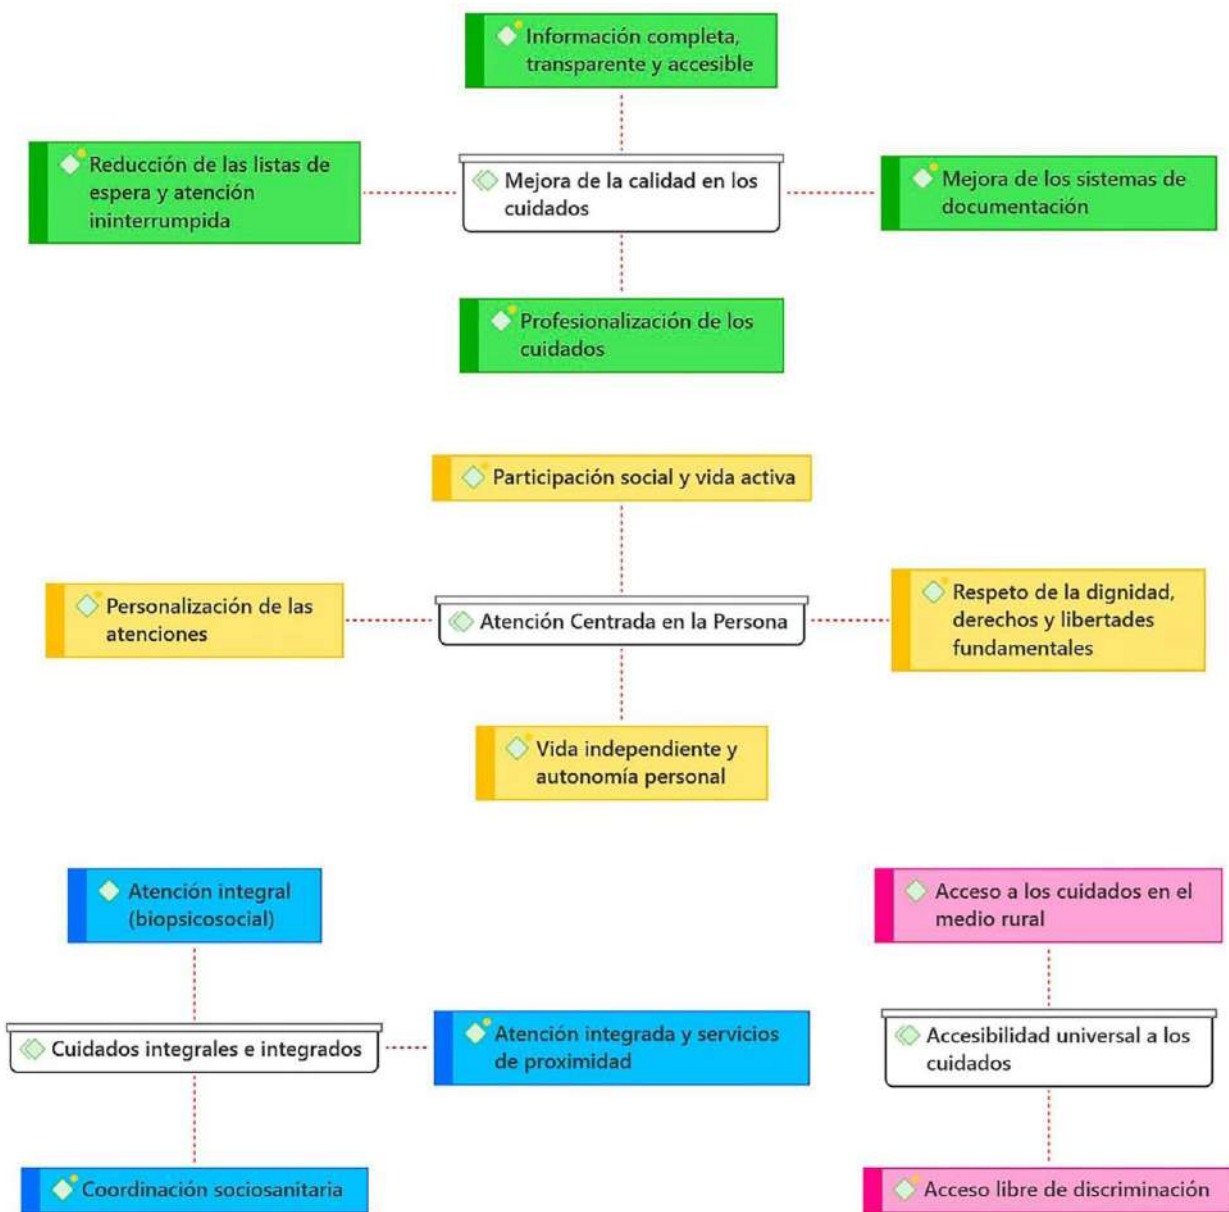 Información completa,
transparente y accesible
Reducción de las listas de
espera y atención
ininterrumpida
Mejora de la calidad en los
cuidados
Mejora de los sistemas de
documentación
Profesionalización de los
cuidados
Participación social y vida activa
Personalización de las
atenciones
Atención Centrada en la Persona
Respeto de la dignidad,
derechos y libertades
fundamentales
Vida independiente y
autonomía personal
Atención integral
(biopsicosocial)
Cuidados integrales e integrados
Atención integrada y servicios
de proximidad
Coordinación sociosanitaria
Acceso a los cuidados en el
medio rural
Accesibilidad universal a los
cuidados
Acceso libre de discriminación